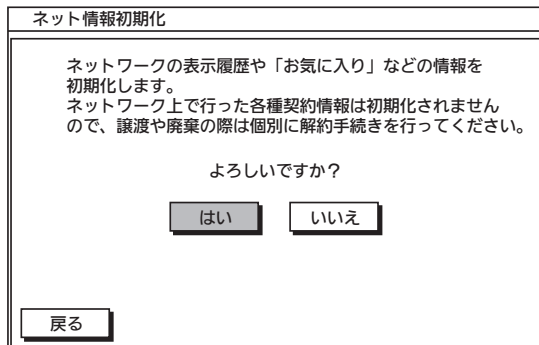 ネット情報初期化
ネットワークの表示履歴や「お気に入り」などの情報を
初期化します。
ネットワーク上で行った各種契約情報は初期化されません
ので、譲渡や廃棄の際は個別に解約手続きを行ってください。
よろしいですか？
はい いいえ
戻る